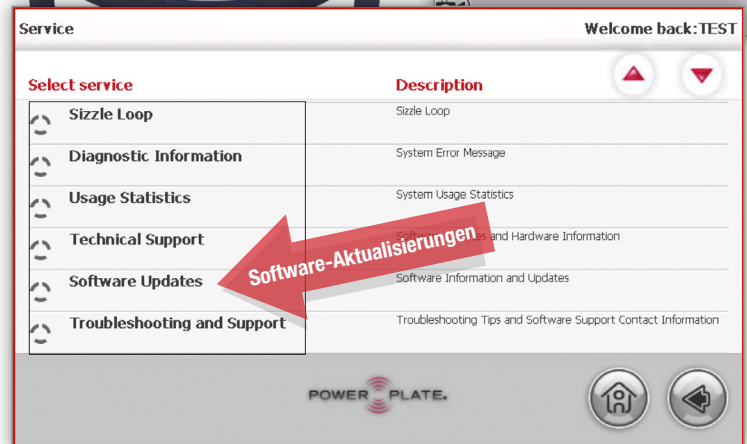 Service Welcome back:TEST
Select service Description
Sizzle Loop Sizzle Loop
Diagnostic Information System Error Message
Usage Statistics System Usage Statistics
Technical Support and Hardware Information
Software-Aktualisierungen
Software Updates Software Information and Updates
Troubleshooting and Support Troubleshooting Tips and Software Support Contact Information
POWER PLATE.